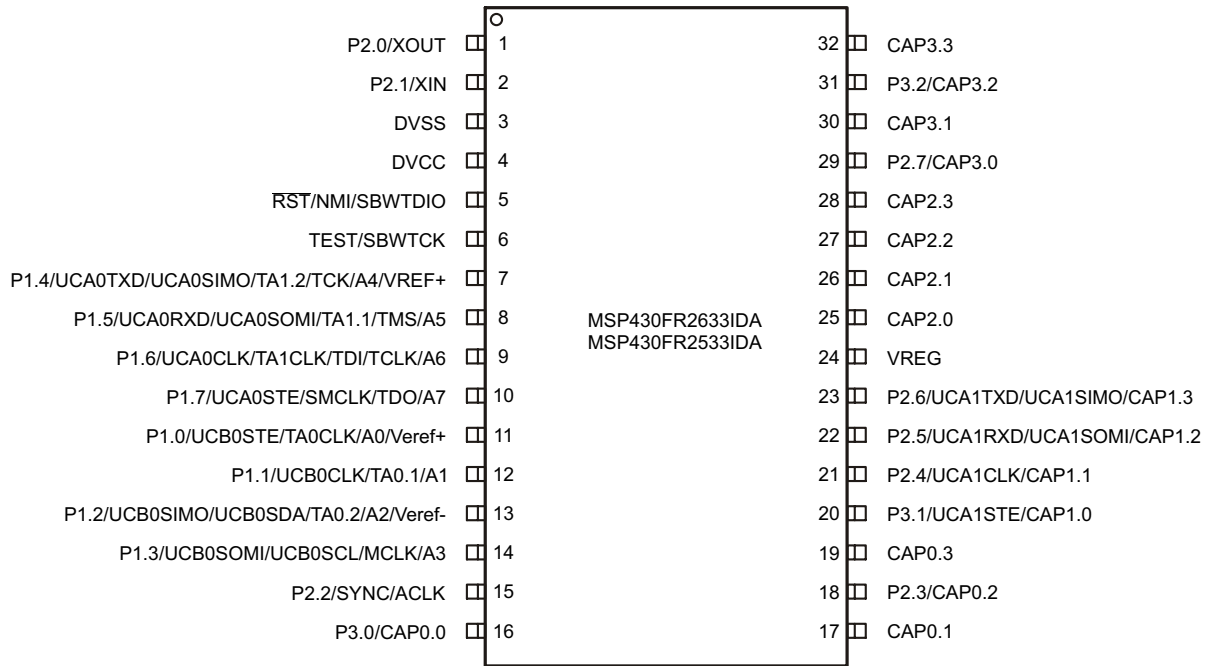 P2.0/XOUT 1 32 CAP3.3
P2.1/XIN 2 31 P3.2/CAP3.2
DVSS 3 30 CAP3.1
DVCC 4 29 P2.7/CAP3.0
RST/NMI/SBWTDIO 5 28 CAP2.3
TEST/SBWTCK 6 27 CAP2.2
P1.4/UCA0TXD/UCA0SIMO/TA1.2/TCK/A4/VREF+ 7 26 CAP2.1
P1.5/UCA0RXD/UCA0SOMI/TA1.1/TMS/A5 8 MSP430FR2633IDA 25 CAP2.0
MSP430FR2533IDA
P1.6/UCA0CLK/TA1CLK/TDI/TCLK/A6 9 24 VREG
P1.7/UCA0STE/SMCLK/TDO/A7 10 23 P2.6/UCA1TXD/UCA1SIMO/CAP1.3
P1.0/UCB0STE/TA0CLK/A0/Veref+ 11 22 P2.5/UCA1RXD/UCA1SOMI/CAP1.2
P1.1/UCB0CLK/TA0.1/A1 12 21 P2.4/UCA1CLK/CAP1.1
P1.2/UCB0SIMO/UCB0SDA/TA0.2/A2/Veref- 13 20 P3.1/UCA1STE/CAP1.0
P1.3/UCB0SOMI/UCB0SCL/MCLK/A3 14 19 CAP0.3
P2.2/SYNC/ACLK 15 18 P2.3/CAP0.2
P3.0/CAP0.0 16 17 CAP0.1